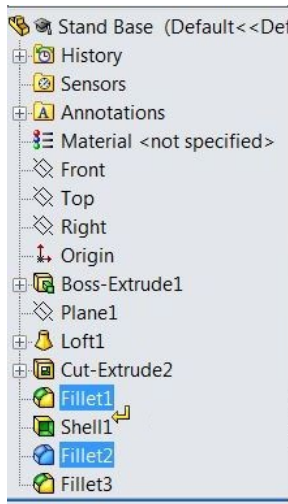 Stand Base (Default<<Def
History
Sensors
Annotations
Material <not specified>
Front
Top
Right
Origin
Boss-Extrude1
Plane1
Loft1
Cut-Extrude2
Fillet1
Shell1
Fillet2
Fillet3